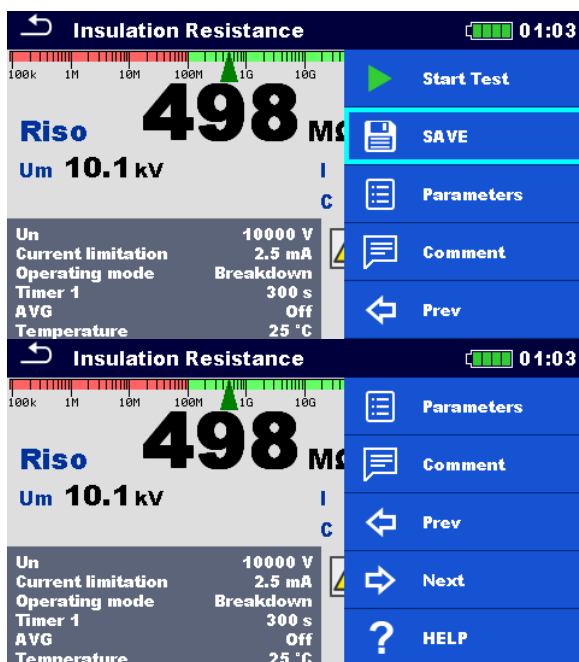 Insulation Resistance 01:03
100k 1M 10M 100M 1G 10G
Riso 498
Um 10.1 kV
I
C
Un 10000 V
Current limitation 2.5 mA
Operating mode Breakdown
Timer 1 300 s
AVG Off
Temperature 25 °C
Start Test
SAVE
Parameters
Comment
Prev
Insulation Resistance 01:03
100k 1M 10M 100M 1G 10G
Riso 498
Um 10.1 kV
I
C
Un 10000 V
Current limitation 2.5 mA
Operating mode Breakdown
Timer 1 300 s
AVG Off
Temperature 25 °C
Parameters
Comment
Prev
Next
? HELP